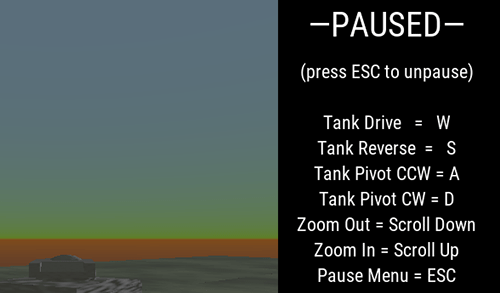 —PAUSED—
(press ESC to unpause)
Tank Drive = W
Tank Reverse = S
Tank Pivot CCW = A
Tank Pivot CW = D
Zoom Out = Scroll Down
Zoom In = Scroll Up
Pause Menu = ESC